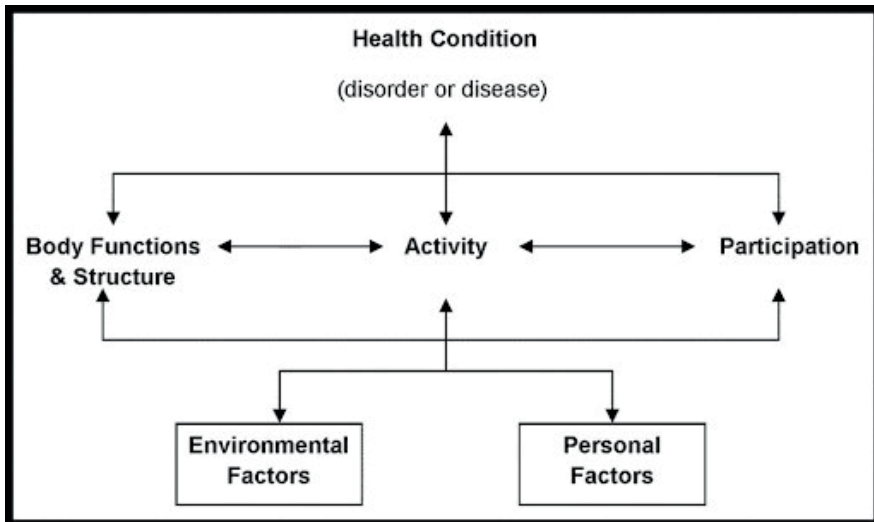 Health Condition
(disorder or disease)
Body Functions
& Structure
Activity
Participation
Environmental
Factors
Personal
Factors